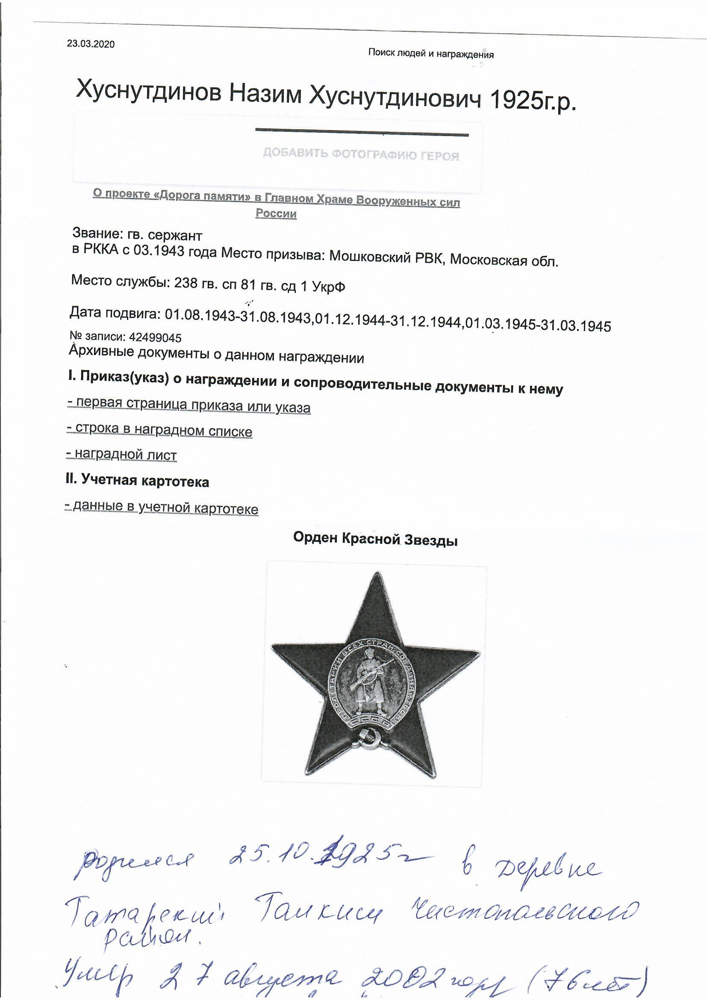 23.03.2020
Поиск людей и награждения
Хуснутдинов Назим Хуснутдинович 1925г.р.
ДОБАВИТЬ ФОТОГРАФИЮ ГЕРОЯ
О проекте «Дорога памяти» в Главном Храме Вооруженных сил
России
Звание: гв. сержант
в РККА с 03.1943 года Место призыва: Мошковский РВК, Московская обл.
Место службы: 238 гв. сп 81 гв. сд 1 УкрФ
Дата подвига: 01.08.1943-31.08.1943,01.12.1944-31.12.1944,01.03.1945-31.03.1945
№ записи: 42499045
Архивные документы о данном награждении
I. Приказ(указ) о награждении и сопроводительные документы к нему
- первая страница приказа или указа
- строка в наградном списке
- наградной лист
II. Учетная картотека
- данные в учетной картотеке
Орден Красной Звезды
ПРОЛЕТАРИИ ВСЕХ СТРАН, СОЕДИНЯЙТЕСЬ!
СССР
родился 25.10.1925г в деревне
Татарский Талкиш Чистопольского
район.
Умер 27 августа 2002 году (76 лет)